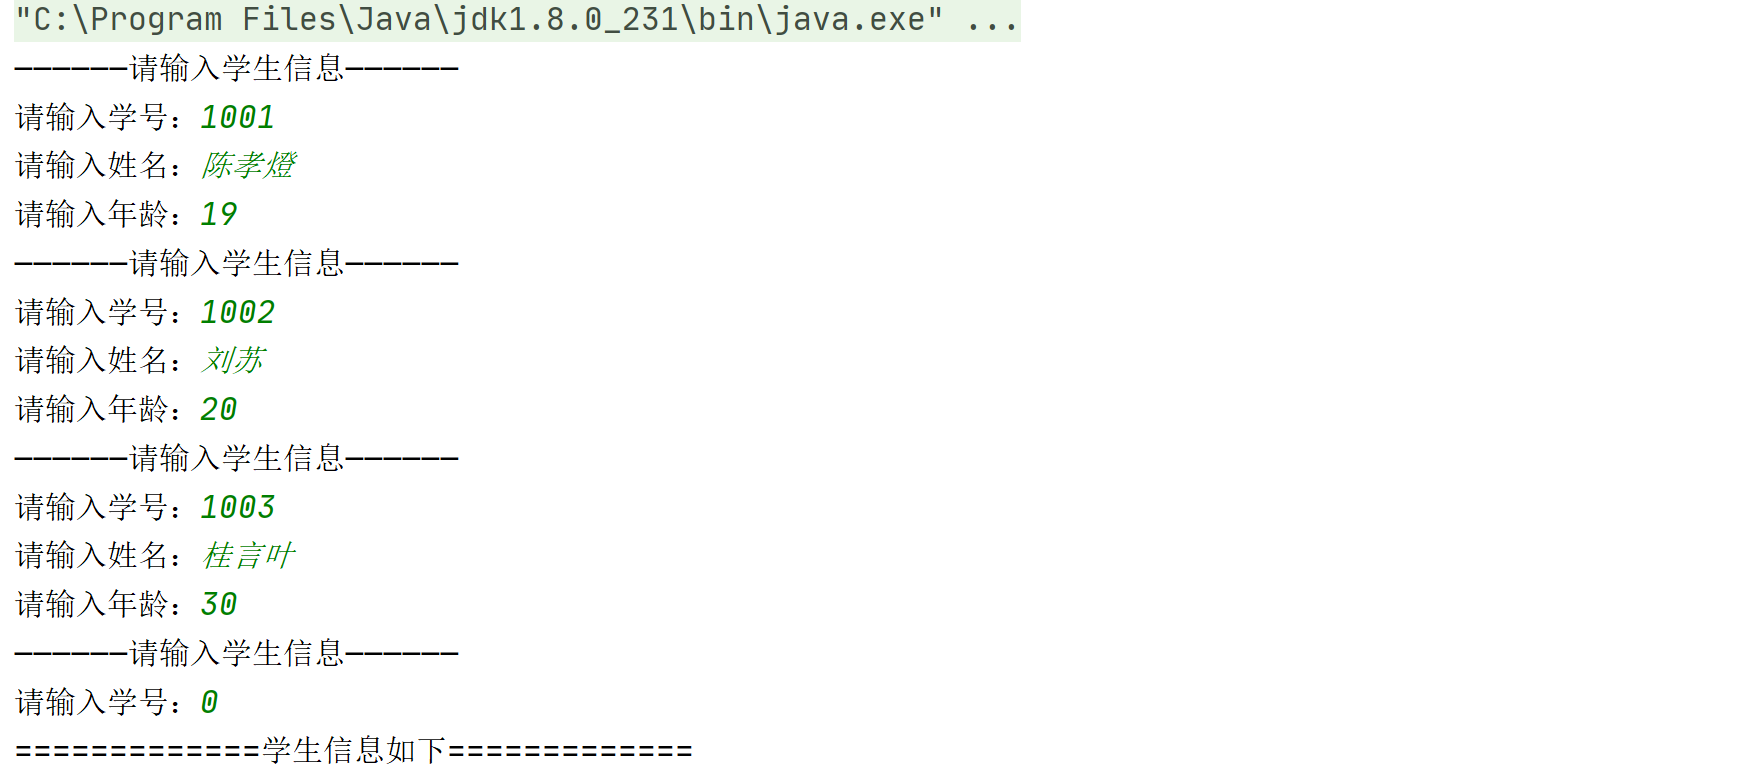 "C:\Program Files\Java\jdk1.8.0_231\bin\java.exe" ...
------请输入学生信息------
请输入学号：1001
请输入姓名：陈孝燈
请输入年龄：19
------请输入学生信息------
请输入学号：1002
请输入姓名：刘苏
请输入年龄：20
------请输入学生信息------
请输入学号：1003
请输入姓名：桂言叶
请输入年龄：30
------请输入学生信息------
请输入学号：0
=============学生信息如下=============